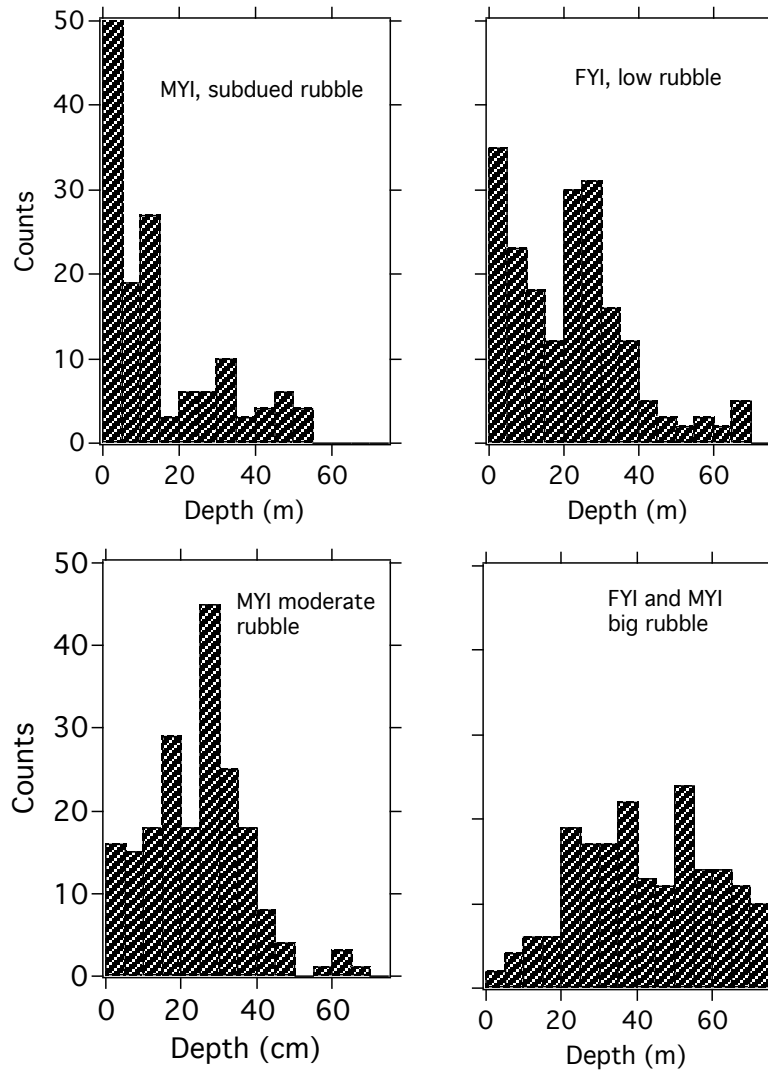 50
40
30
20
10
0
Counts
MYI, subdued rubble
0 20 40 60
Depth (m)
FYI, low rubble
0 20 40 60
Depth (m)
50
40
30
20
10
0
Counts
MYI moderate
rubble
0 20 40 60
Depth (cm)
FYI and MYI
big rubble
0 20 40 60
Depth (m)